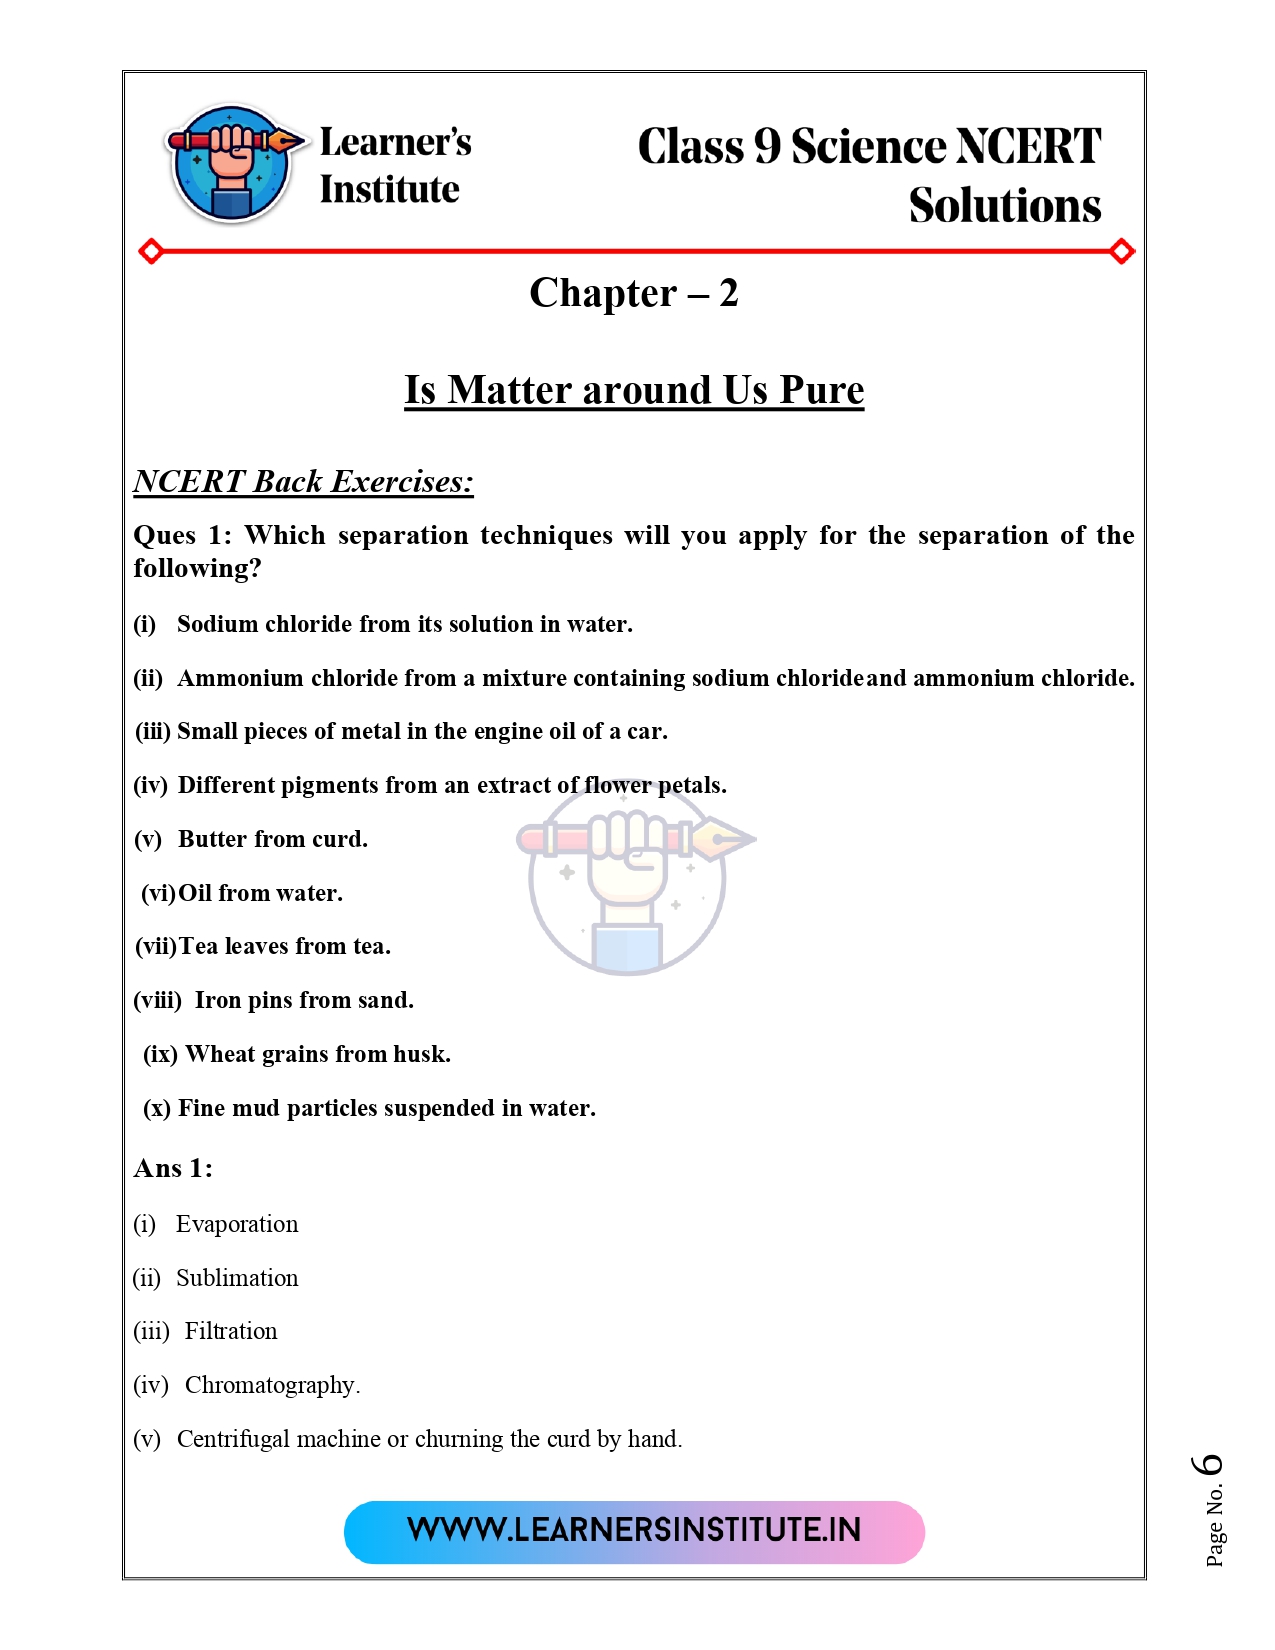 Learner's
Institute
Class 9 Science NCERT
Solutions
Chapter – 2
Is Matter around Us Pure
NCERT Back Exercises:
Ques 1: Which separation techniques will you apply for the separation of the
following?
(i) Sodium chloride from its solution in water.
(ii) Ammonium chloride from a mixture containing sodium chloride and ammonium chloride.
(iii) Small pieces of metal in the engine oil of a car.
(iv) Different pigments from an extract of flower petals.
(v) Butter from curd.
(vi) Oil from water.
(vii) Tea leaves from tea.
(viii) Iron pins from sand.
(ix) Wheat grains from husk.
(x) Fine mud particles suspended in water.
Ans 1:
(i) Evaporation
(ii) Sublimation
(iii) Filtration
(iv) Chromatography.
(v) Centrifugal machine or churning the curd by hand.
Page No. 6
WWW.LEARNERSINSTITUTE.IN